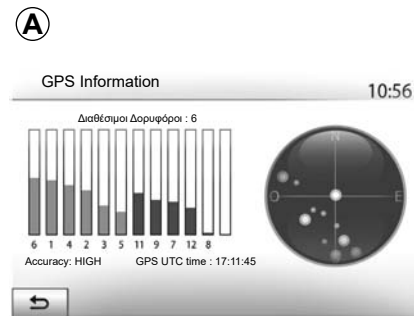 A
GPS Information
10:56
Διαθέσιμοι Δορυφόροι : 6
N
O E
6 1 4 2 3 5 11 9 7 12 8
Accuracy: HIGH GPS UTC time : 17:11:45